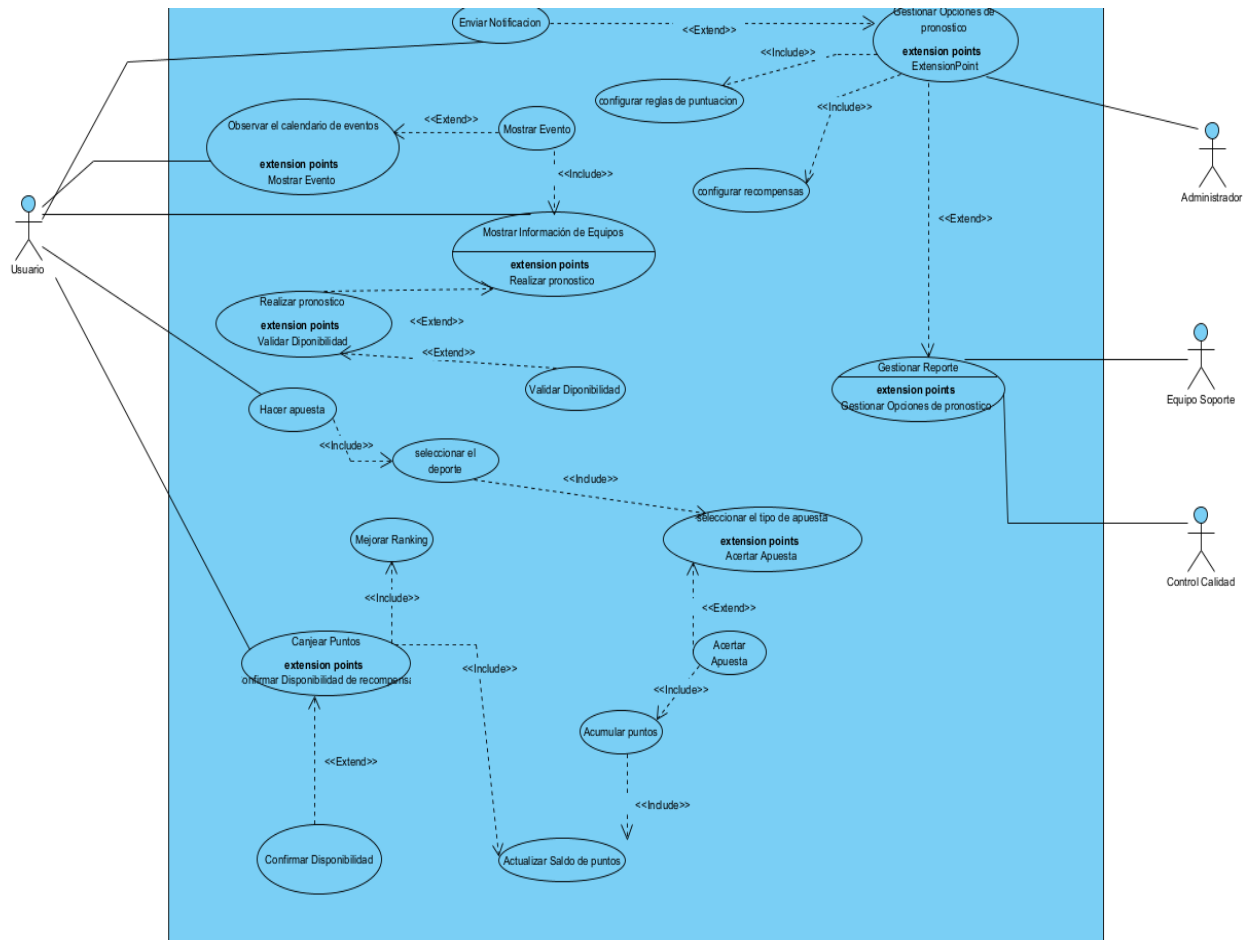 Enviar Notificacion
<<Extend>>
Gestionar Opciones de
pronostico
extension points
ExtensionPoint
<<Include>>
configurar reglas de puntuacion
<<Include>>
Observar el calendario de eventos
extension points
Mostrar Evento
<<Extend>>
Mostrar Evento
<<Include>>
configurar recompensas
Administrador
<<Extend>>
Usuario
Mostrar Información de Equipos
extension points
Realizar pronostico
Realizar pronostico
extension points
Validar Diponibilidad
<<Extend>>
<<Extend>>
Validar Diponibilidad
Gestionar Reporte
extension points
Gestionar Opciones de pronostico
Equipo Soporte
Hacer apuesta
<<Include>>
seleccionar el
deporte
<<Include>>
seleccionar el tipo de apuesta
extension points
Acertar Apuesta
Mejorar Ranking
Control Calidad
<<Include>>
<<Extend>>
Canjear Puntos
extension points
onfirmar Disponibilidad de recompensa
<<Include>>
Acertar
Apuesta
<<Include>>
Acumular puntos
<<Extend>>
<<Include>>
Confirmar Disponibilidad
Actualizar Saldo de puntos